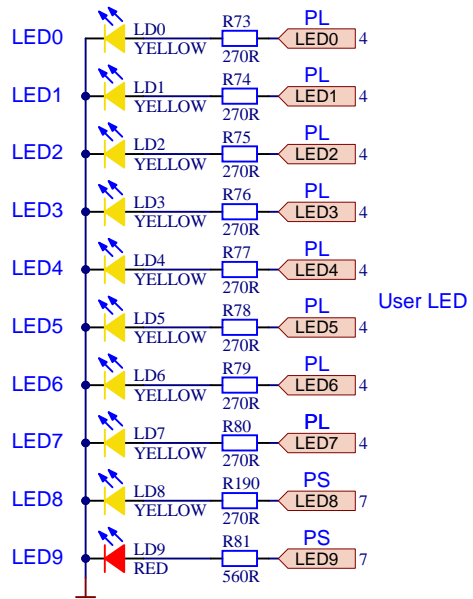 LED0 LD0 YELLOW R73 270R PL LED0 4
LED1 LD1 YELLOW R74 270R PL LED1 4
LED2 LD2 YELLOW R75 270R PL LED2 4
LED3 LD3 YELLOW R76 270R PL LED3 4
LED4 LD4 YELLOW R77 270R PL LED4 4
User LED
LED5 LD5 YELLOW R78 270R PL LED5 4
LED6 LD6 YELLOW R79 270R PL LED6 4
LED7 LD7 YELLOW R80 270R PL LED7 4
LED8 LD8 YELLOW R190 270R PS LED8 7
LED9 LD9 RED R81 560R PS LED9 7